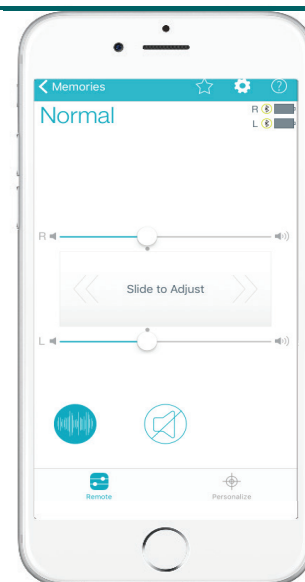 Memories
Normal
R
L
R
Slide to Adjust
L
Remote
Personalize